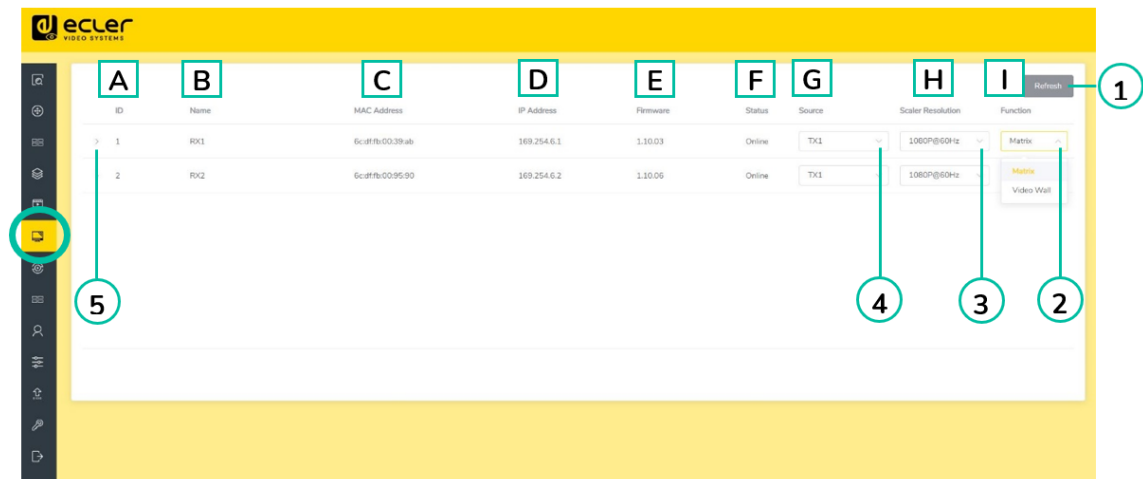 ecler
VIDEO SYSTEMS
A B C D E F G H I Refresh 1
ID Name MAC Address IP Address Firmware Status Source Scaler Resolution Function
1 RX1 6c:df:fb:00:39:ab 169.254.6.1 1.10.03 Online TX1 1080P@60Hz Matrix
2 RX2 6c:df:fb:00:95:90 169.254.6.2 1.10.06 Online TX1 1080P@60Hz Matrix
Video Wall
5 4 3 2